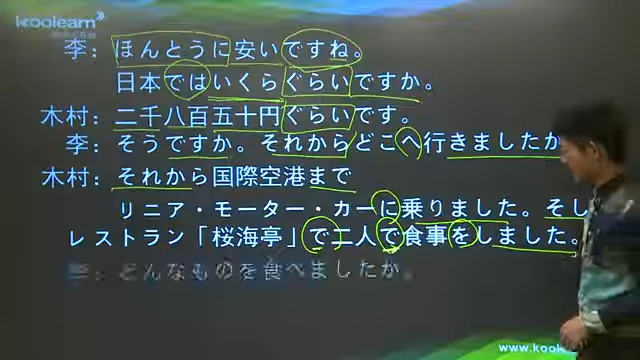 koolearn
李：ほんとうに安いですね。
日本ではいくらぐらいですか。
木村：二千八百五十円ぐらいです。
李：そうですか。それからどこへ行きましたか
木村：それから国際空港まで
リニア・モーター・カーに乗りました。そし
レストラン「桜海亭」で二人で食事をしました。
李：どんなものを食べましたか。
www.koole